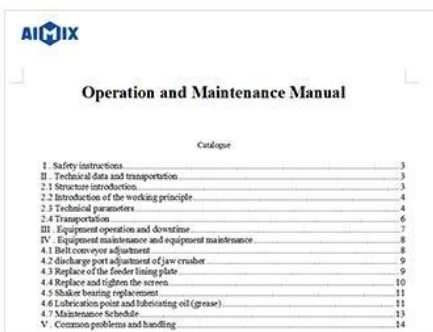 AIMIX
Operation and Maintenance Manual
Catalogue
I . Safety instructions 3
II . Technical data and transportation 3
2.1 Structure introduction 3
2.2 Introduction of the working principle 4
2.3 Technical parameters 4
2.4 Transportation 6
III . Equipment operation and downtime 7
IV . Equipment maintenance and equipment maintenance 8
4.1 Belt conveyor adjustment 8
4.2 discharge port adjustment of jaw crusher 9
4.3 Replace of the feeder lining plate 9
4.4 Replace and tighten the screen 10
4.5 Shaker bearing replacement 11
4.6 Lubrication point and lubricating oil (grease) 11
4.7 Maintenance Schedule 13
V . Common problems and handling 14